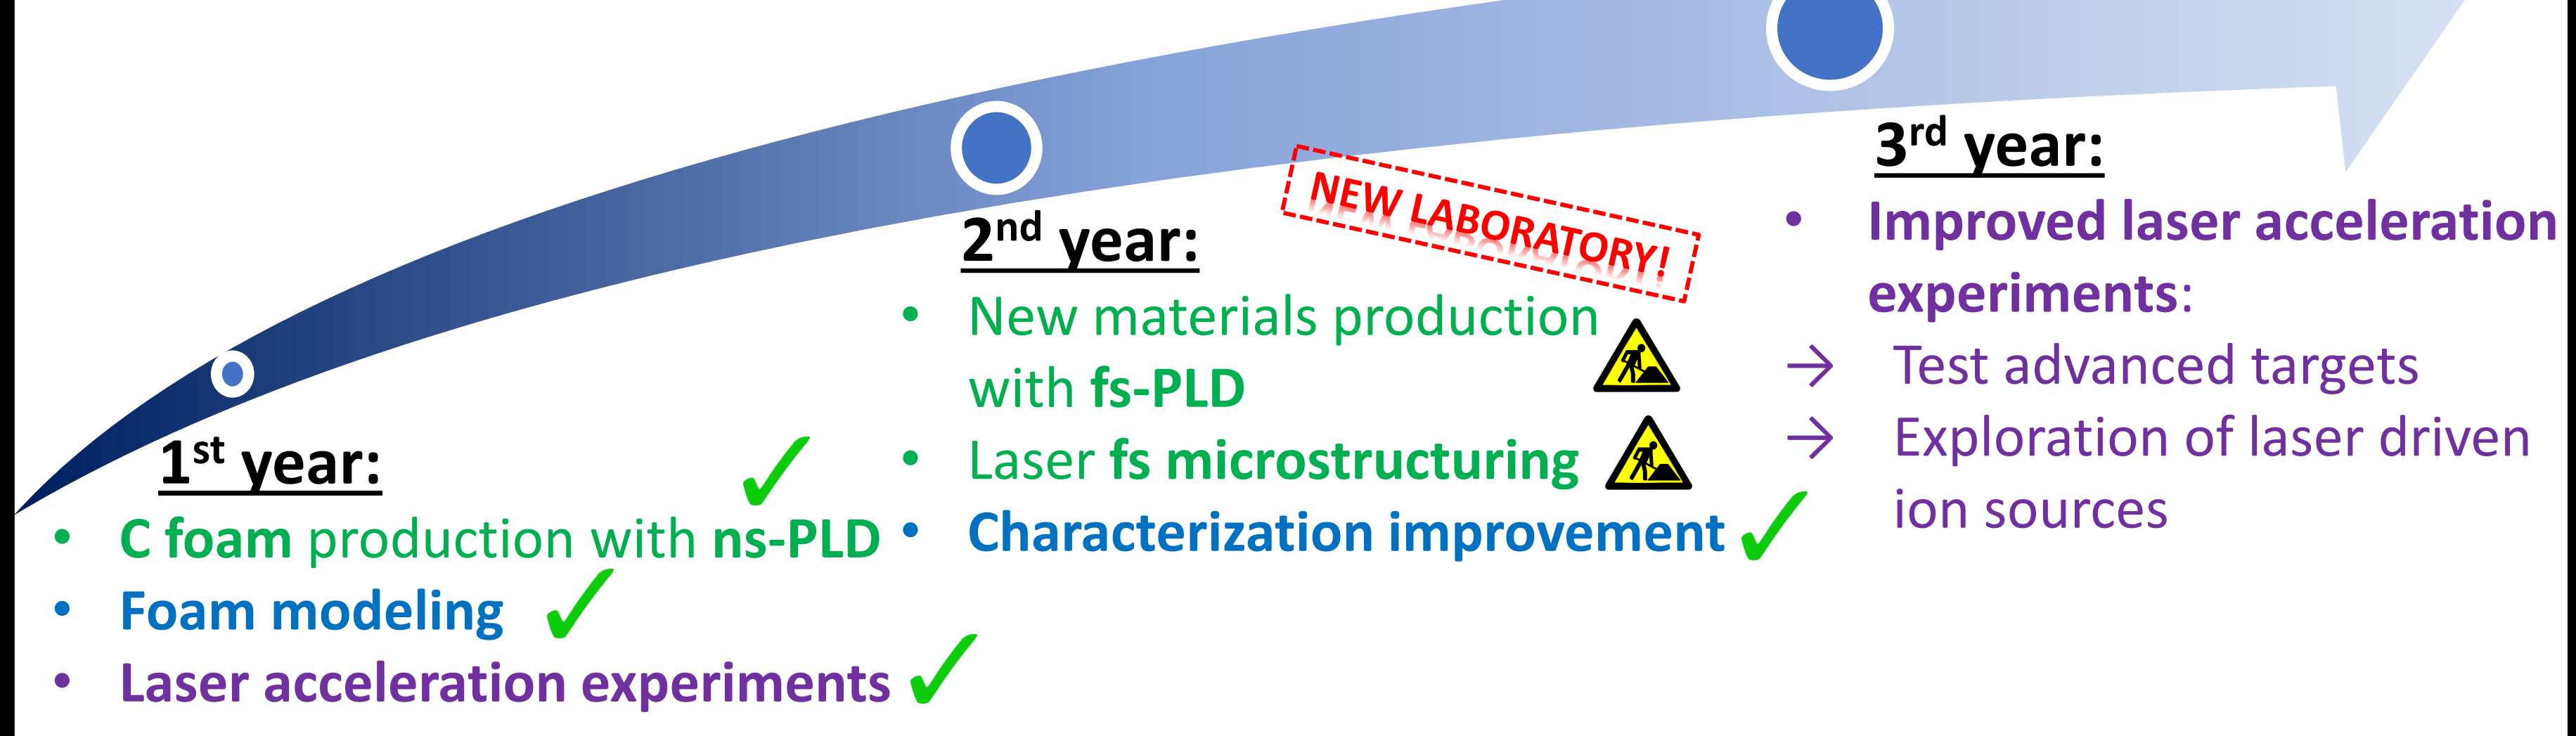 1st year:
• C foam production with ns-PLD
• Foam modeling
• Laser acceleration experiments
2nd year:
NEW LABORATORY!
• New materials production
with fs-PLD
• Laser fs microstructuring
• Characterization improvement
3rd year:
• Improved laser acceleration
experiments:
→ Test advanced targets
→ Exploration of laser driven
ion sources